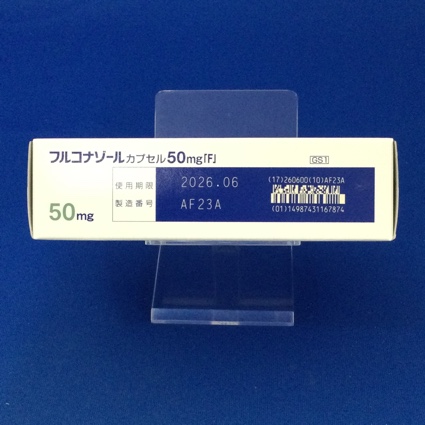 フルコナゾールカプセル50mg「F」
GS1
使用期限 2026.06
製造番号 AF23A
(17)260600(10)AF23A
(01)14987431167874
50mg